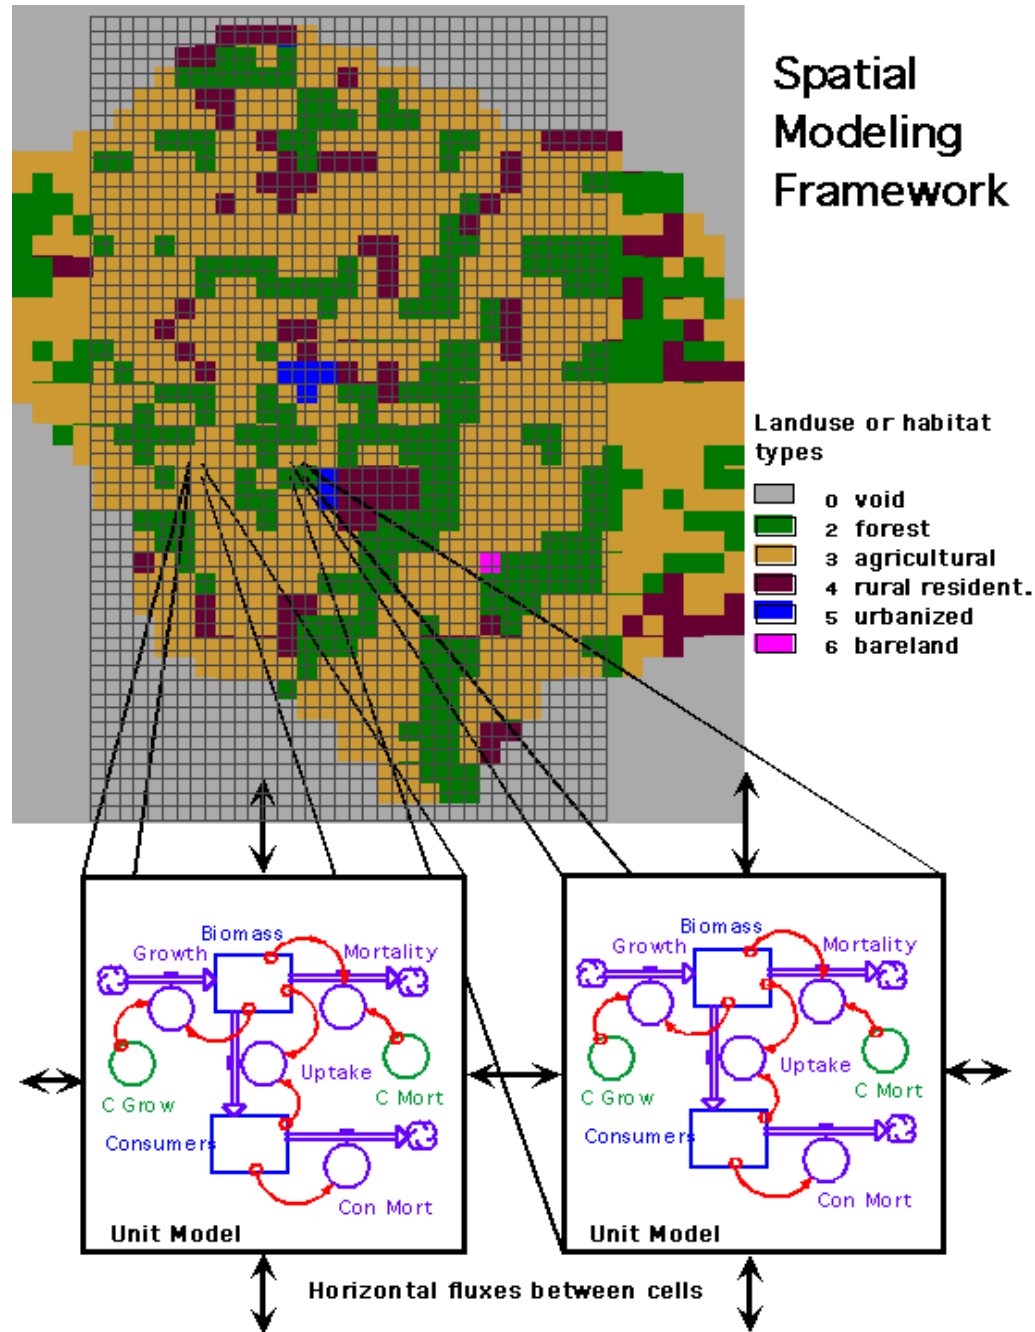 Spatial
Modeling
Framework
Landuse or habitat
types
0 void
2 forest
3 agricultural
4 rural resident.
5 urbanized
6 bareland
Biomass
Growth
Mortality
Uptake
C Grow
C Mort
Consumers
Con Mort
Unit Model
Biomass
Growth
Mortality
Uptake
C Grow
C Mort
Consumers
Con Mort
Unit Model
Horizontal fluxes between cells